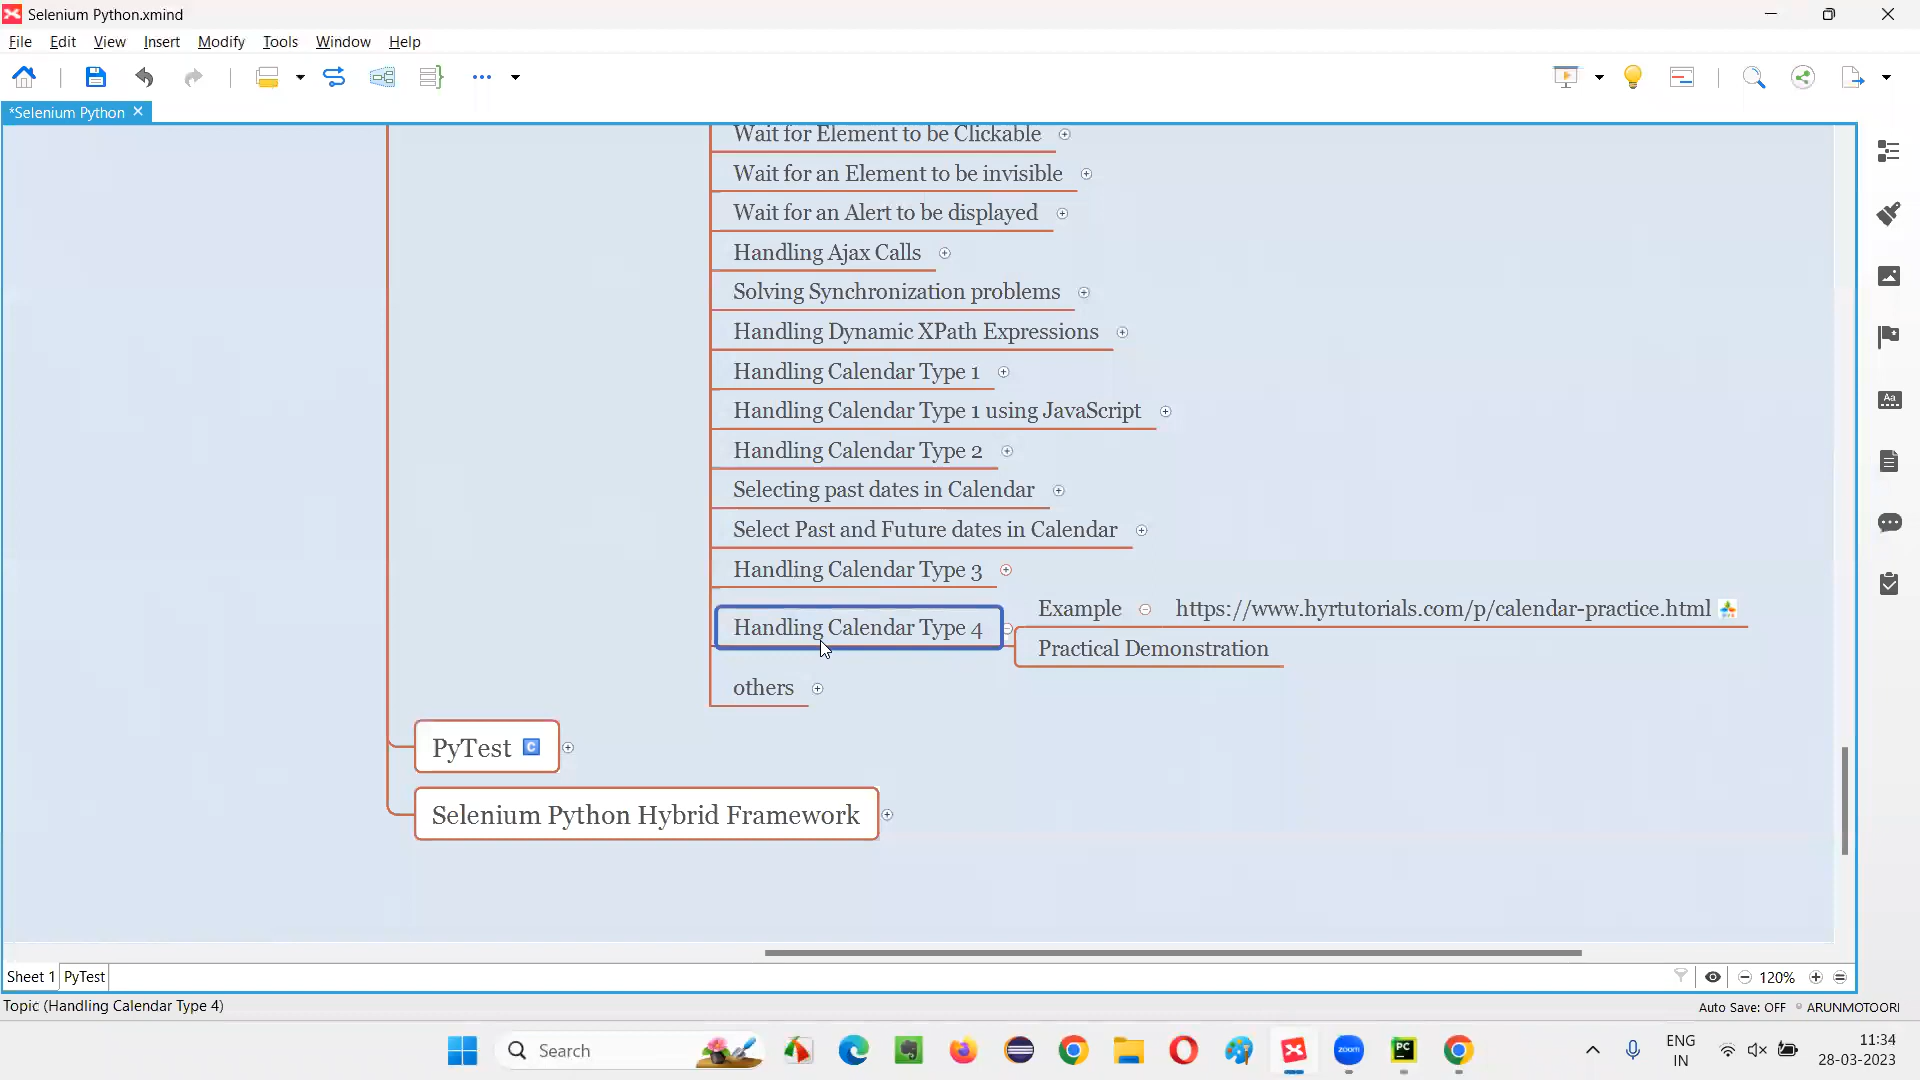 Selenium Python.xmind
File Edit View Insert Modify Tools Window Help
*Selenium Python
Wait for Element to be Clickable
Wait for an Element to be invisible
Wait for an Alert to be displayed
Handling Ajax Calls
Solving Synchronization problems
Handling Dynamic XPath Expressions
Handling Calendar Type 1
Handling Calendar Type 1 using JavaScript
Handling Calendar Type 2
Selecting past dates in Calendar
Select Past and Future dates in Calendar
Handling Calendar Type 3
Handling Calendar Type 4
Example https://www.hyrtutorials.com/p/calendar-practice.html
Practical Demonstration
others
PyTest C
Selenium Python Hybrid Framework
Aa
Sheet 1 PyTest
120%
Topic (Handling Calendar Type 4)
Auto Save: OFF ARUNMOTOORI
Search
zoom
PC
ENG
IN
11:34
28-03-2023